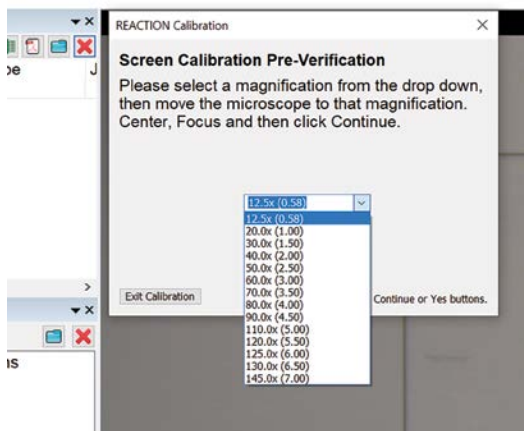 REACTION Calibration
Screen Calibration Pre-Verification
Please select a magnification from the drop down,
then move the microscope to that magnification.
Center, Focus and then click Continue.
12.5x (0.58)
12.5x (0.58)
20.0x (1.00)
30.0x (1.50)
40.0x (2.00)
50.0x (2.50)
60.0x (3.00)
70.0x (3.50)
80.0x (4.00)
90.0x (4.50)
110.0x (5.00)
120.0x (5.50)
125.0x (6.00)
130.0x (6.50)
145.0x (7.00)
Exit Calibration
Continue or Yes buttons.